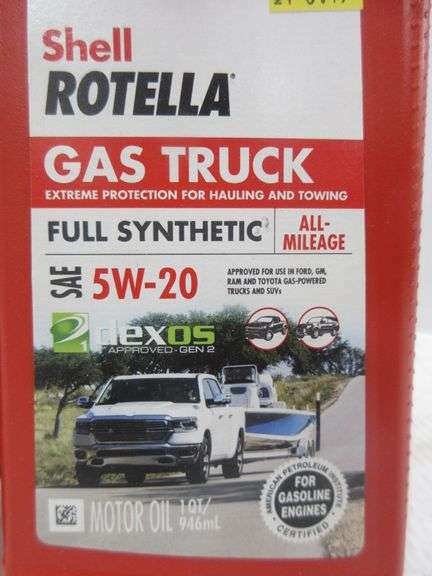 Shell
ROTELLA®
GAS TRUCK
EXTREME PROTECTION FOR HAULING AND TOWING
FULL SYNTHETIC
ALL-
MILEAGE
SAE 5W-20
APPROVED FOR USE IN FORD, GM,
RAM AND TOYOTA GAS-POWERED
TRUCKS AND SUVs
dexos
APPROVED-GEN 2
AMERICAN PETROLEUM INSTITUTE
FOR
GASOLINE
ENGINES
CERTIFIED
MOTOR OIL
1 QT/
946mL